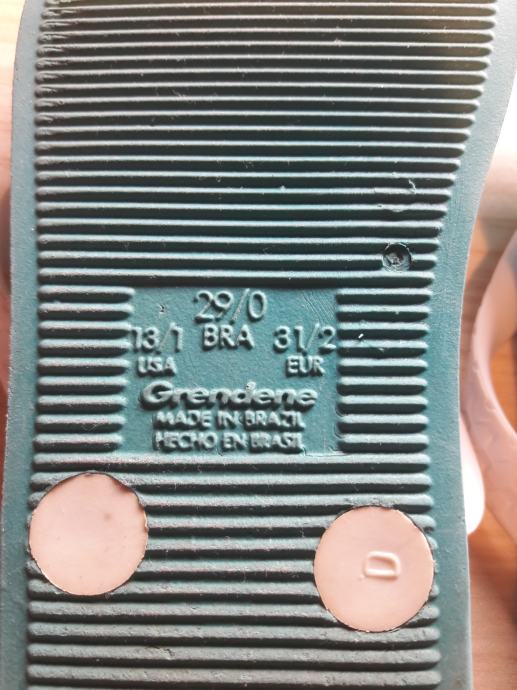 29/0
13/1 BRA 31/2
USA EUR
Grendene
MADE IN BRAZIL
HECHO EN BRASIL
D